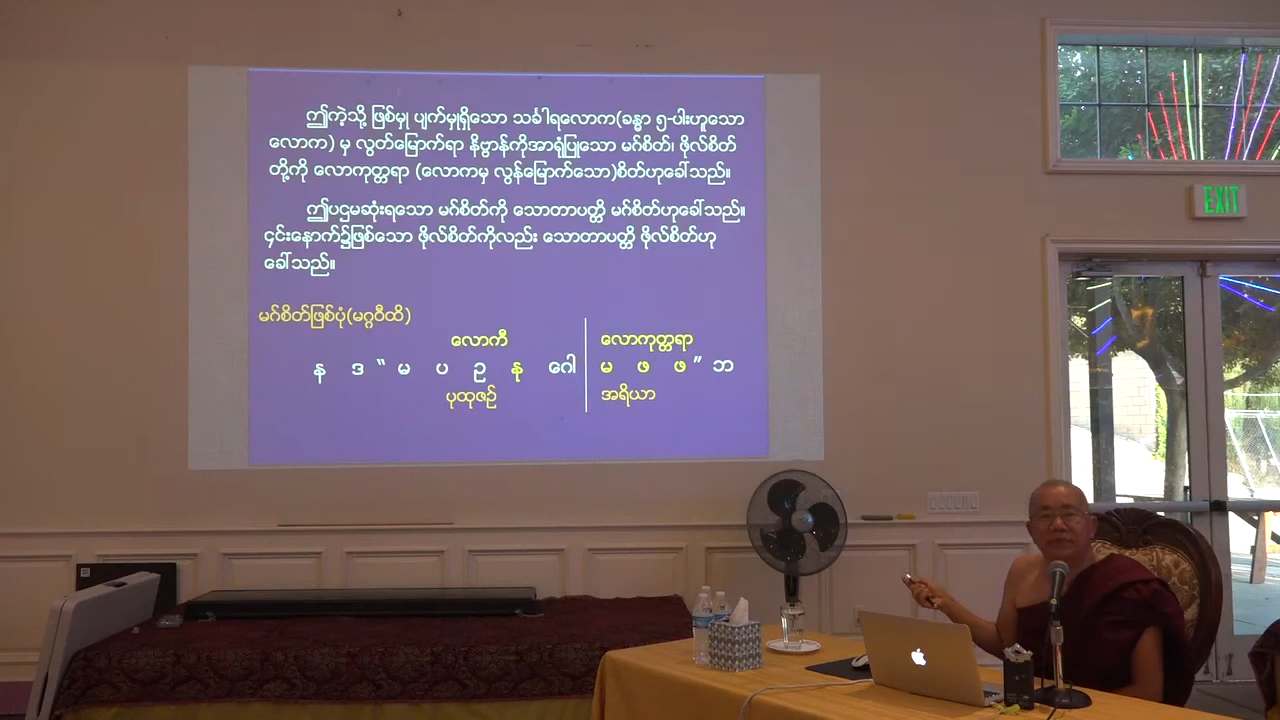 ဤကဲ့သို့ ဖြစ်မှု ပျက်မှုရှိသော သင်္ခါရလောက(ခန္ဓာ ၅-ပါးဟူသော
လောက) မှ လွတ်မြောက်ရာ နိဗ္ဗာန်ကိုအာရုံပြုသော မဂ်စိတ်၊ ဖိုလ်စိတ်
တို့ကို လောကုတ္တရာ (လောကမှ လွန်မြောက်သော)စိတ်ဟုခေါ်သည်။
ဤပဌမဆုံးရသော မဂ်စိတ်ကို သောတာပတ္တိ မဂ်စိတ်ဟုခေါ်သည်။
၄င်းနောက်၌ဖြစ်သော ဖိုလ်စိတ်ကိုလည်း သောတာပတ္တိ ဖိုလ်စိတ်ဟု
ခေါ်သည်။
မဂ်စိတ်ဖြစ်ပုံ(မဂ္ဂဝီထိ)
လောကီ လောကုတ္တရာ
န ဒ " မ ပ ဥ နု ဂေါ မ ဖ ဖ " ဘ
ပုထုဇဉ် အရိယာ
EXIT